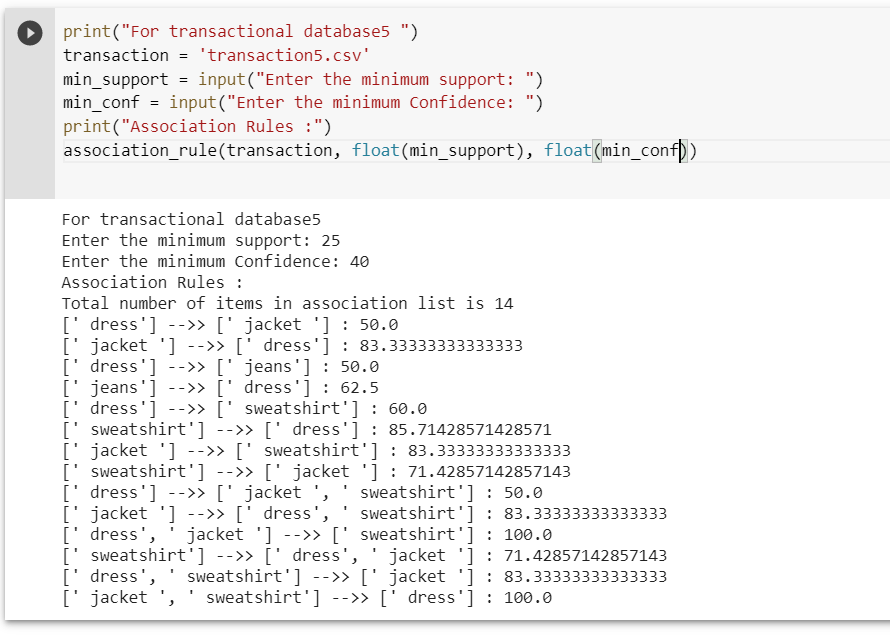 print("For transactional database5 ")
transaction = 'transaction5.csv'
min_support = input("Enter the minimum support: ")
min_conf = input("Enter the minimum Confidence: ")
print("Association Rules :")
association_rule(transaction, float(min_support), float(min_conf))
For transactional database5
Enter the minimum support: 25
Enter the minimum Confidence: 40
Association Rules :
Total number of items in association list is 14
[' dress'] -->> [' jacket '] : 50.0
[' jacket '] -->> [' dress'] : 83.33333333333333
[' dress'] -->> [' jeans'] : 50.0
[' jeans'] -->> [' dress'] : 62.5
[' dress'] -->> [' sweatshirt'] : 60.0
[' sweatshirt'] -->> [' dress'] : 85.71428571428571
[' jacket '] -->> [' sweatshirt'] : 83.33333333333333
[' sweatshirt'] -->> [' jacket '] : 71.42857142857143
[' dress'] -->> [' jacket ', ' sweatshirt'] : 50.0
[' jacket '] -->> [' dress', ' sweatshirt'] : 83.33333333333333
[' dress', ' jacket '] -->> [' sweatshirt'] : 100.0
[' sweatshirt'] -->> [' dress', ' jacket '] : 71.42857142857143
[' dress', ' sweatshirt'] -->> [' jacket '] : 83.33333333333333
[' jacket ', ' sweatshirt'] -->> [' dress'] : 100.0